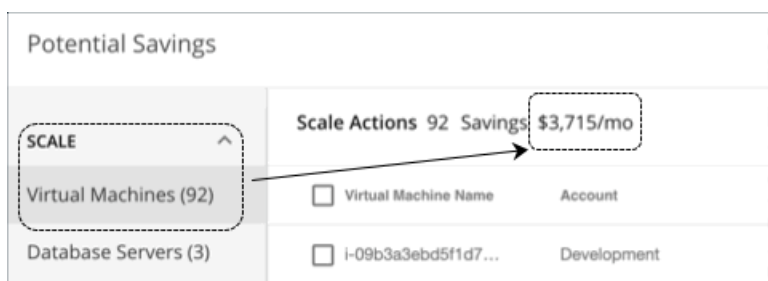 Potential Savings
SCALE
Virtual Machines (92)
Database Servers (3)
Scale Actions 92 Savings $3,715/mo
Virtual Machine Name Account
i-09b3a3ebd5f1d7... Development